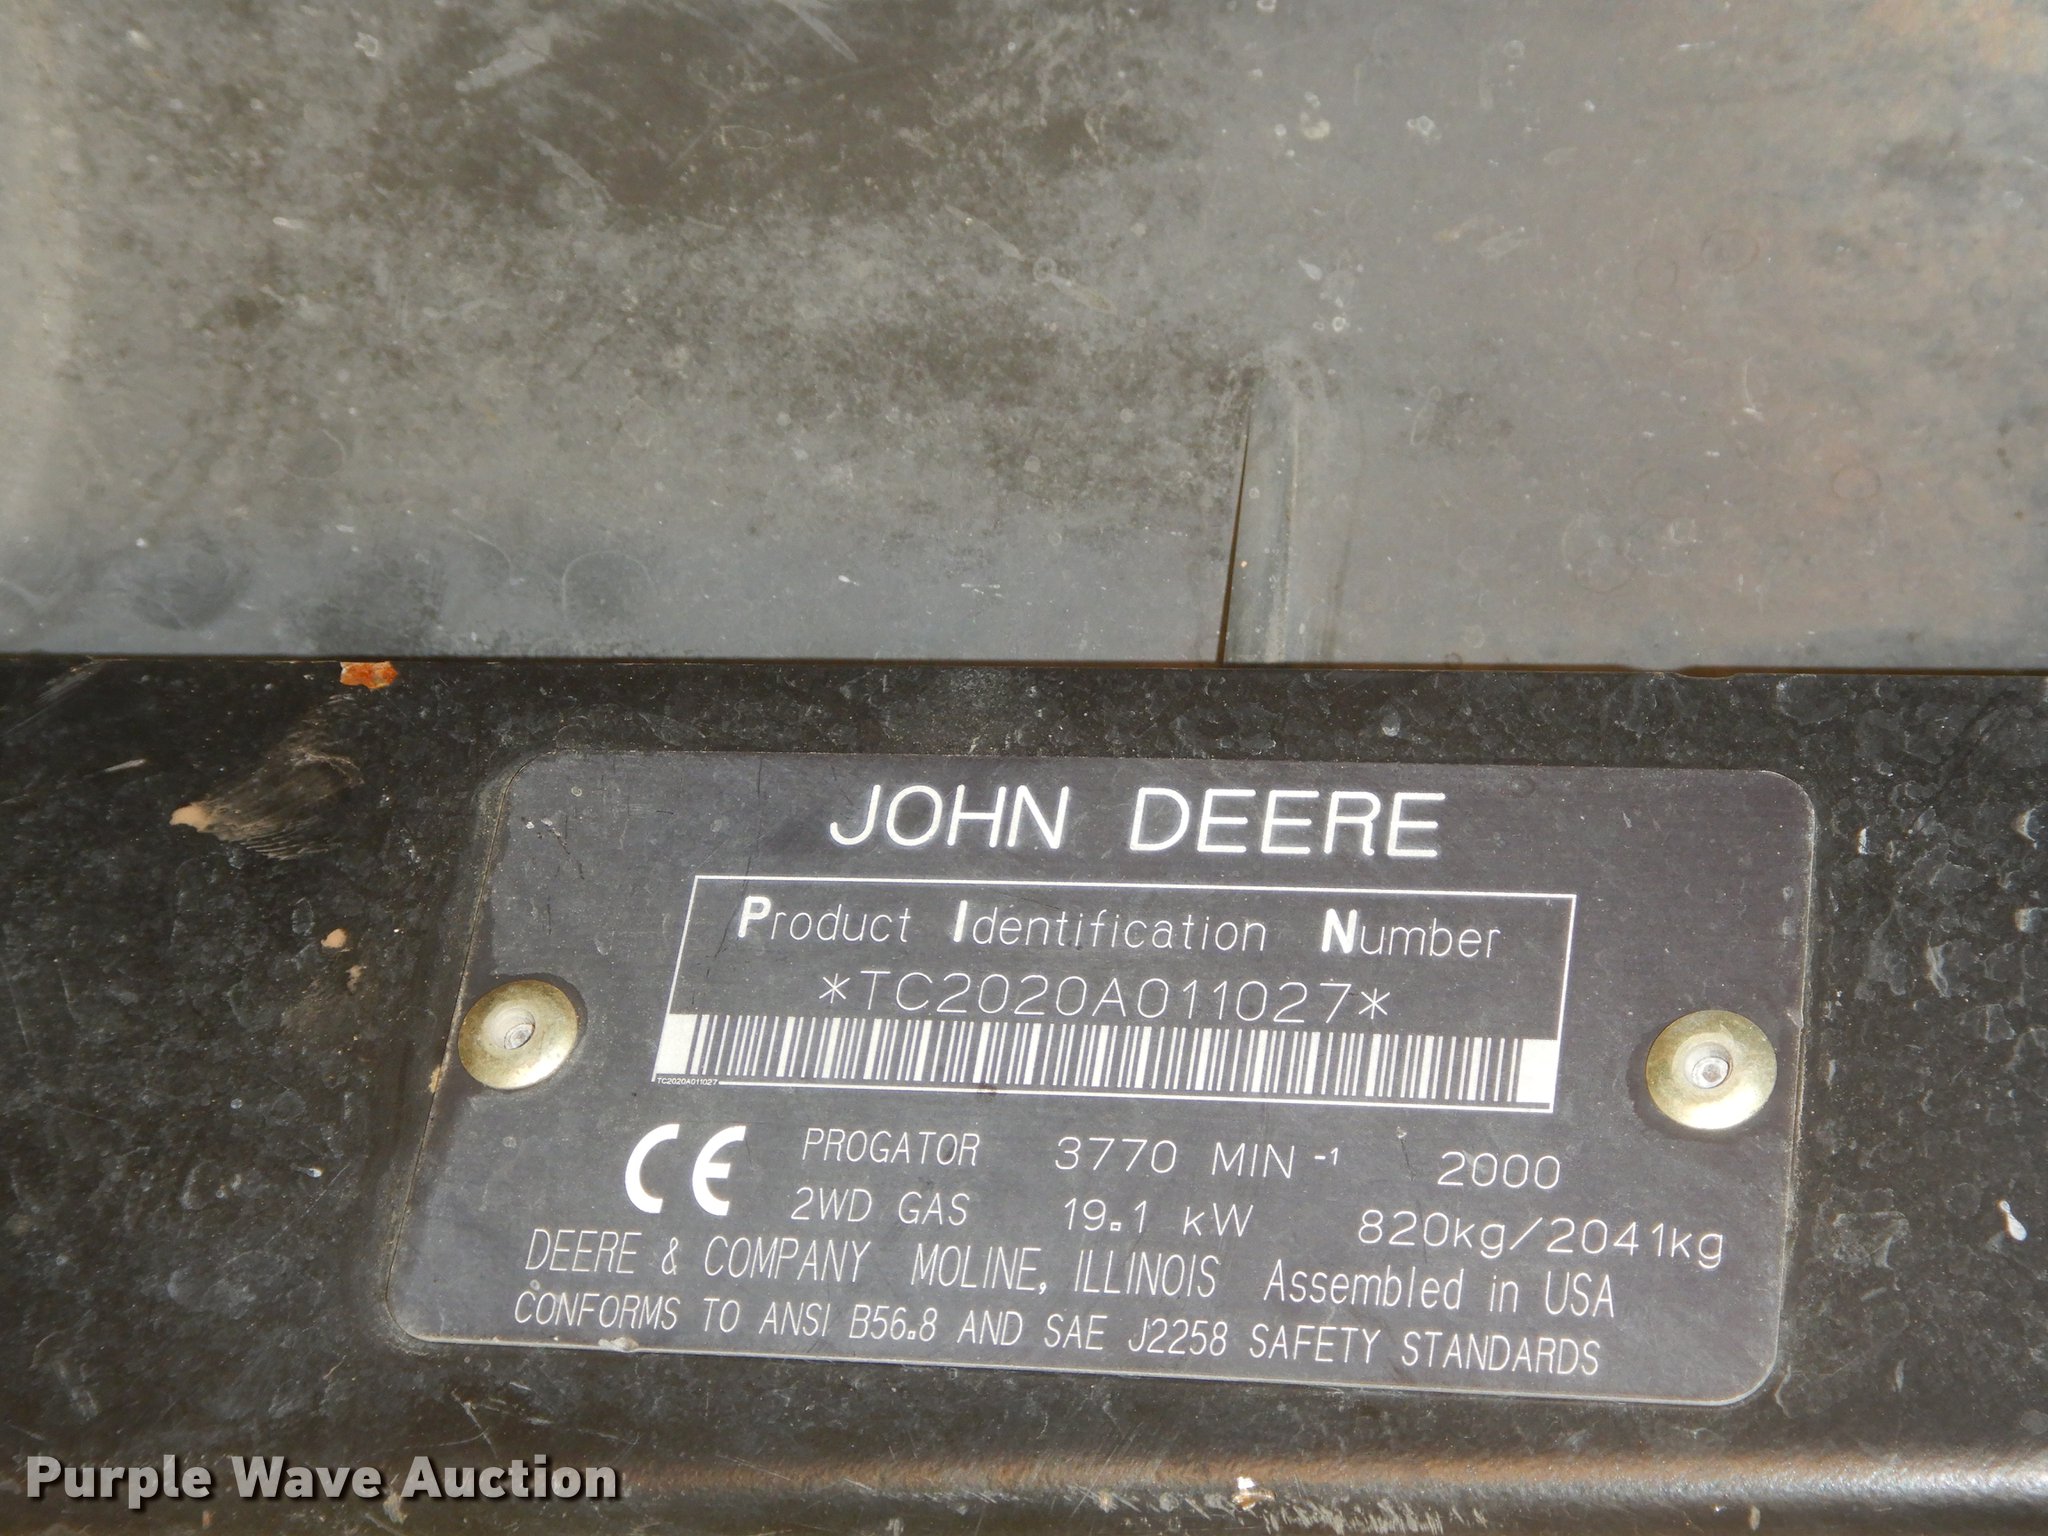 JOHN DEERE
Product Identification Number
*TC2020A011027*
TC2020A011027
CE PROGATOR 3770 MIN⁻¹ 2000
2WD GAS 19.1 kW 820kg/2041kg
DEERE & COMPANY MOLINE, ILLINOIS Assembled in USA
CONFORMS TO ANSI B56.8 AND SAE J2258 SAFETY STANDARDS
Purple Wave Auction